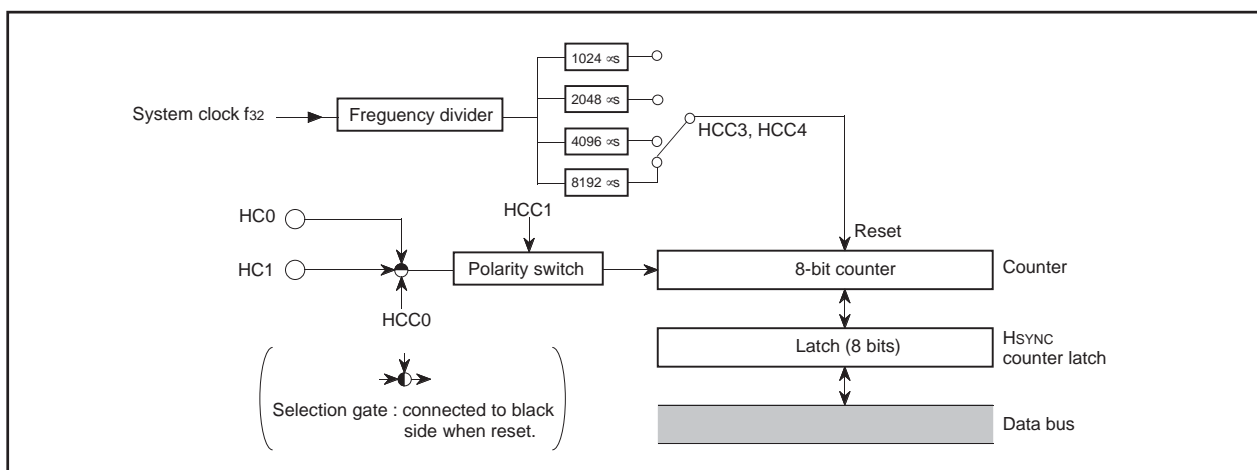 1024 ∝s
2048 ∝s
System clock f32
Freguency divider
HCC3, HCC4
4096 ∝s
8192 ∝s
HCC1
HC0
Reset
HC1
Polarity switch
8-bit counter
Counter
HCC0
Latch (8 bits)
HSYNC
counter latch
Selection gate : connected to black
side when reset.
Data bus